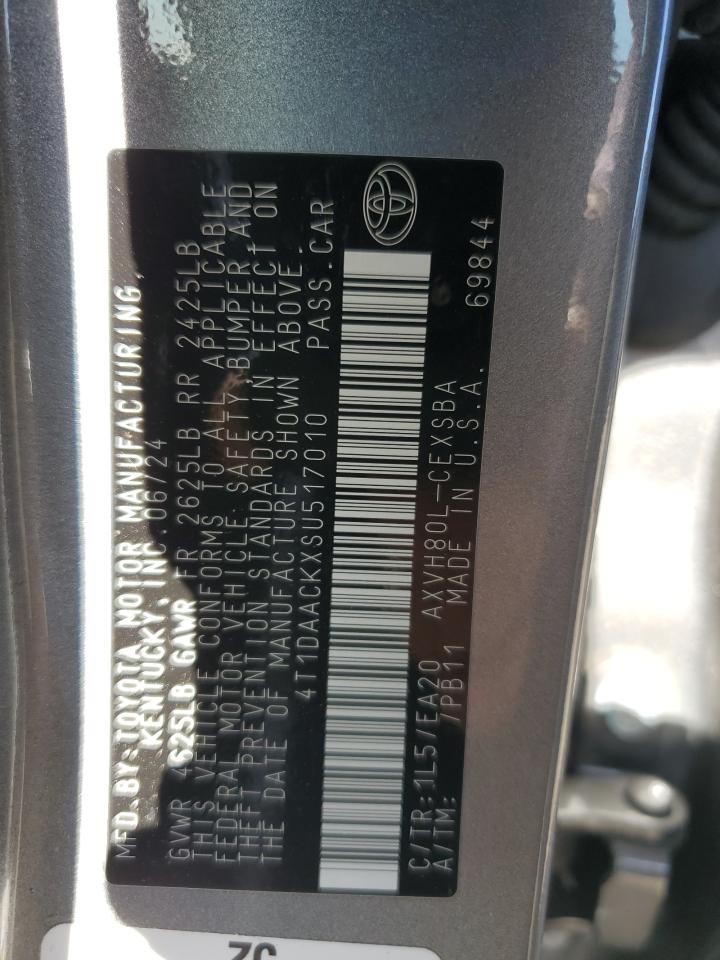 MFD.BY:TOYOTA MOTOR MANUFACTURING,
KENTUCKY, INC 06/24
GVWR 4625LB GAWR FR 2625LB RR 2425LB
THIS VEHICLE CONFORMS TO ALL APPLICABLE
FEDERAL MOTOR VEHICLE SAFETY, BUMPER, AND
THEFT PREVENTION STANDARDS IN EFFECT ON
THE DATE OF MANUFACTURE SHOWN ABOVE.
4T1DAACKXSU517010 PASS.CAR
C/TR:1L5/EA20 AXVH80L-CEXSBA
A/TM: /PB11 MADE IN U.S.A. 69844